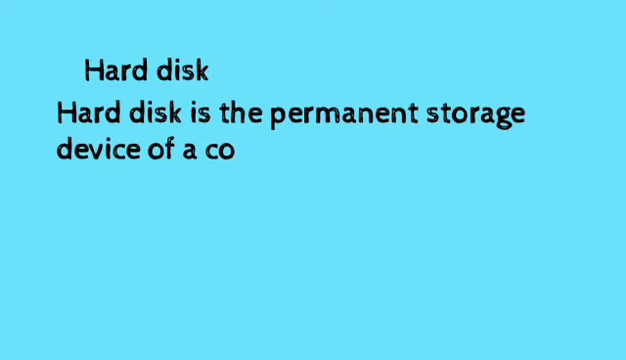 Hard disk
Hard disk is the permanent storage
device of a co